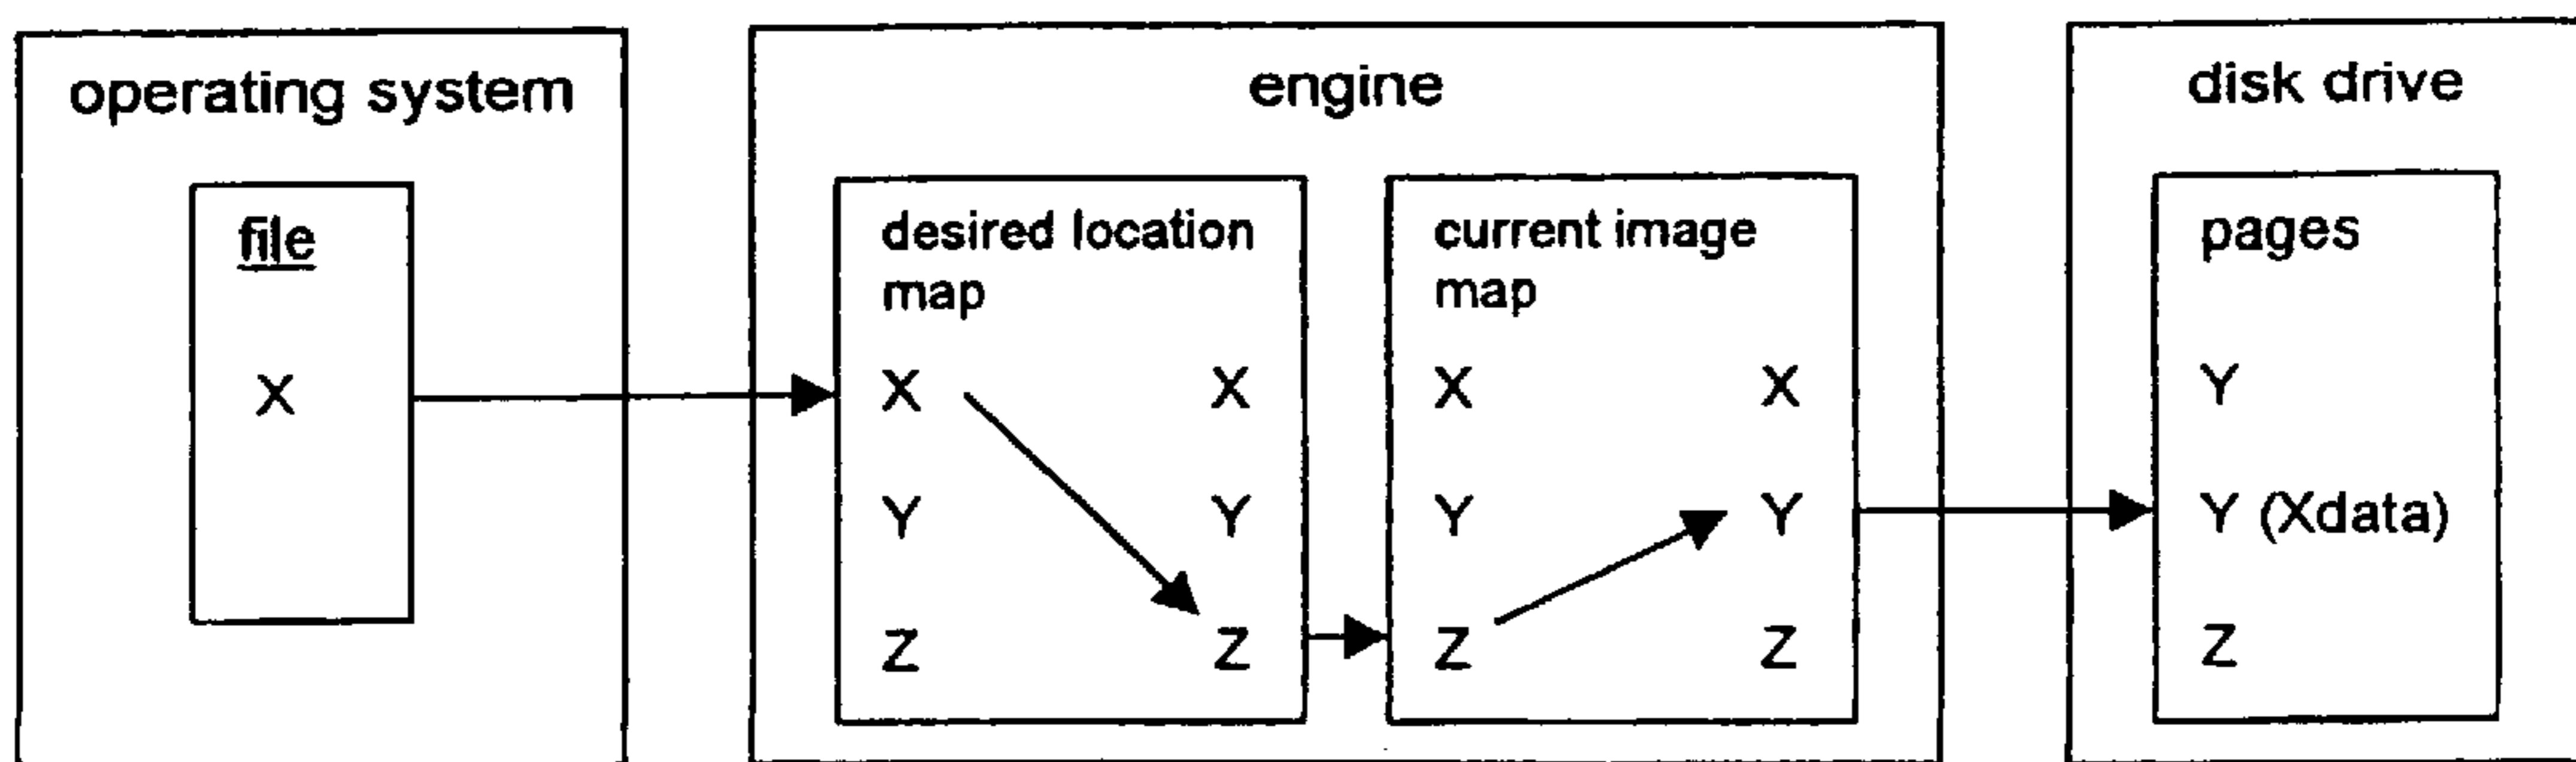 operating system
file
X
engine
desired location
map
X X
Y Y
Z Z
current image
map
X X
Y Y
Z Z
disk drive
pages
Y
Y (Xdata)
Z